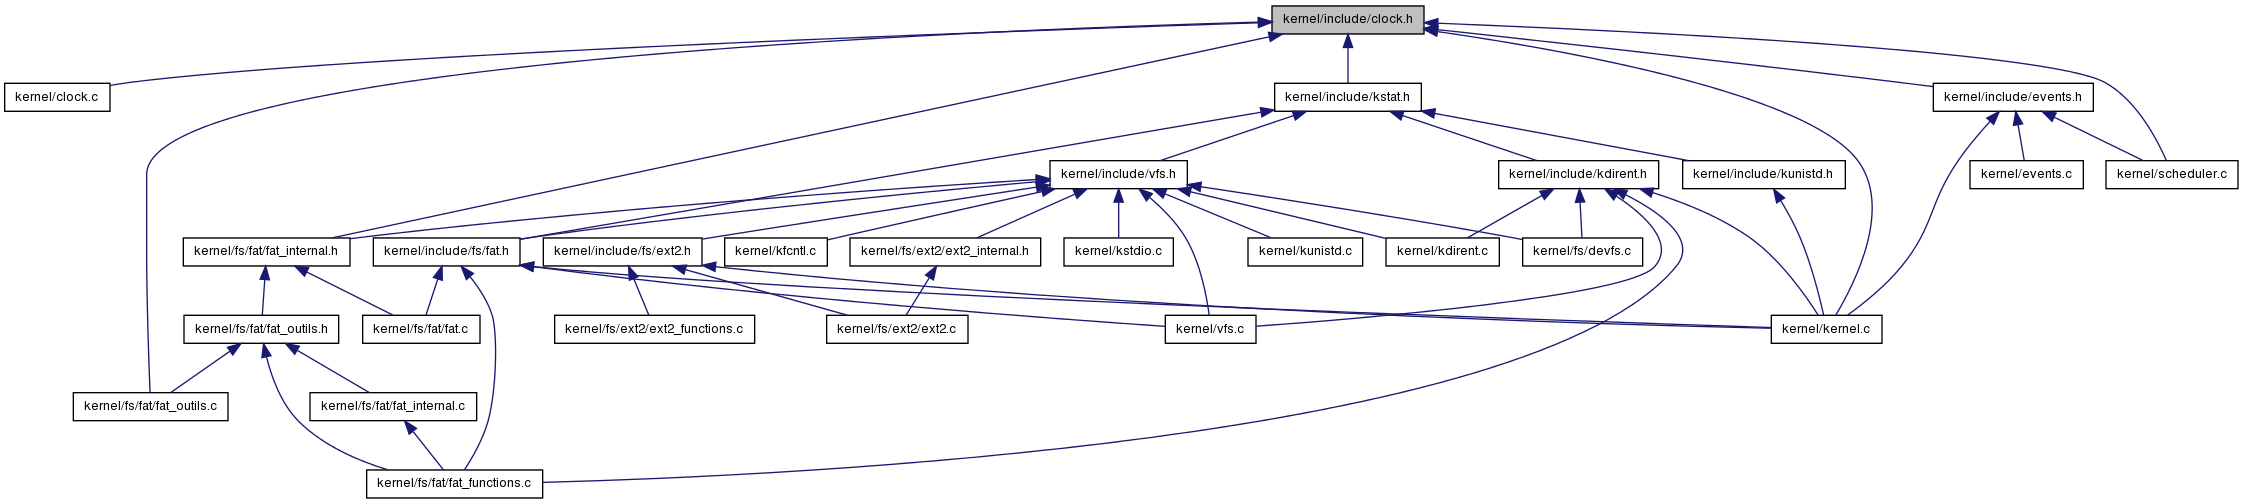 kernel/include/clock.h
kernel/clock.c
kernel/include/kstat.h
kernel/include/events.h
kernel/include/vfs.h
kernel/include/kdirent.h
kernel/include/kunistd.h
kernel/events.c
kernel/scheduler.c
kernel/fs/fat/fat_internal.h
kernel/include/fs/fat.h
kernel/include/fs/ext2.h
kernel/kfcntl.c
kernel/fs/ext2/ext2_internal.h
kernel/kstdio.c
kernel/kunistd.c
kernel/kdirent.c
kernel/fs/devfs.c
kernel/fs/fat/fat_outils.h
kernel/fs/fat/fat.c
kernel/fs/ext2/ext2_functions.c
kernel/fs/ext2/ext2.c
kernel/vfs.c
kernel/kernel.c
kernel/fs/fat/fat_outils.c
kernel/fs/fat/fat_internal.c
kernel/fs/fat/fat_functions.c